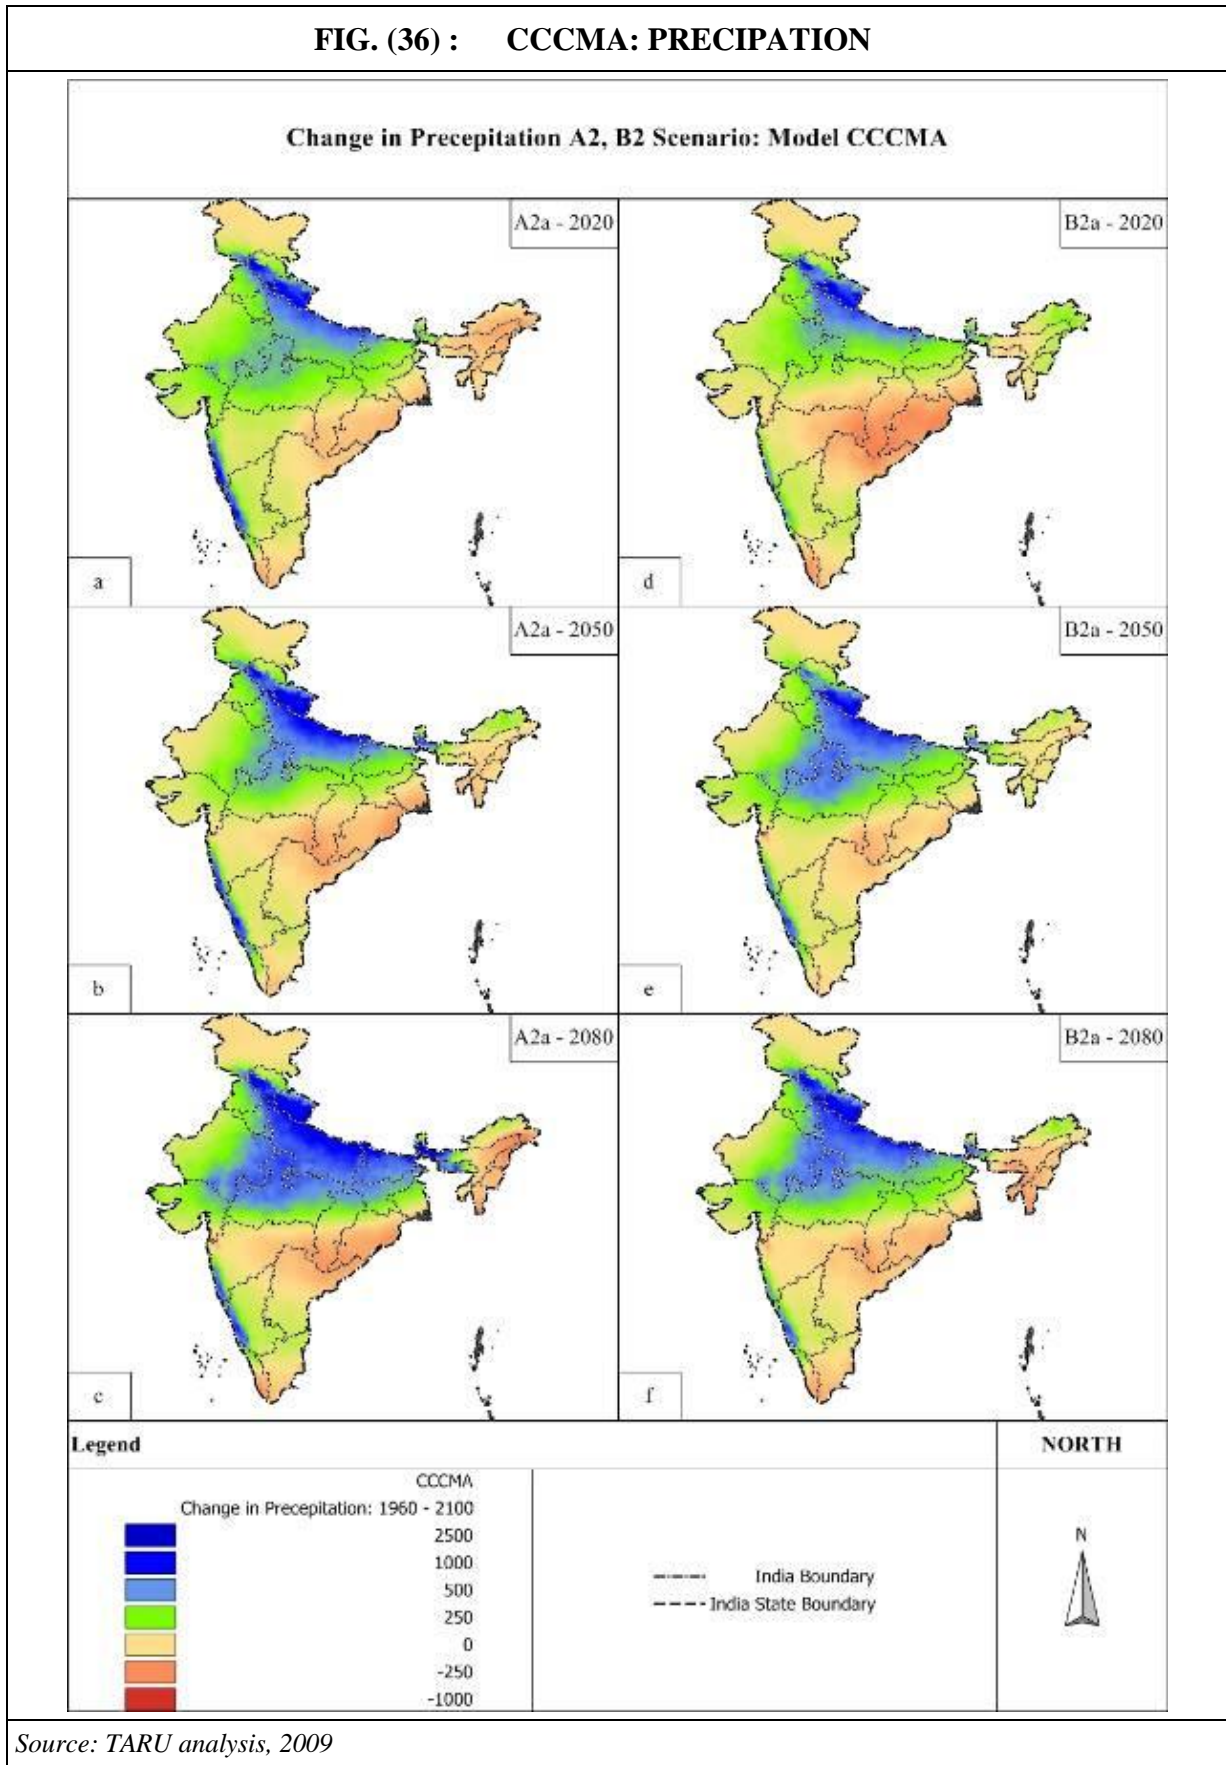 FIG. (36) : CCCMA: PRECIPATION
Change in Precepitation A2, B2 Scenario: Model CCCMA
A2a - 2020
B2a - 2020
a
d
A2a - 2050
B2a - 2050
b
e
A2a - 2080
B2a - 2080
c
f
Legend
NORTH
CCCMA
Change in Precepitation: 1960 - 2100
2500
1000
500
250
0
-250
-1000
India Boundary
India State Boundary
N
Source: TARU analysis, 2009